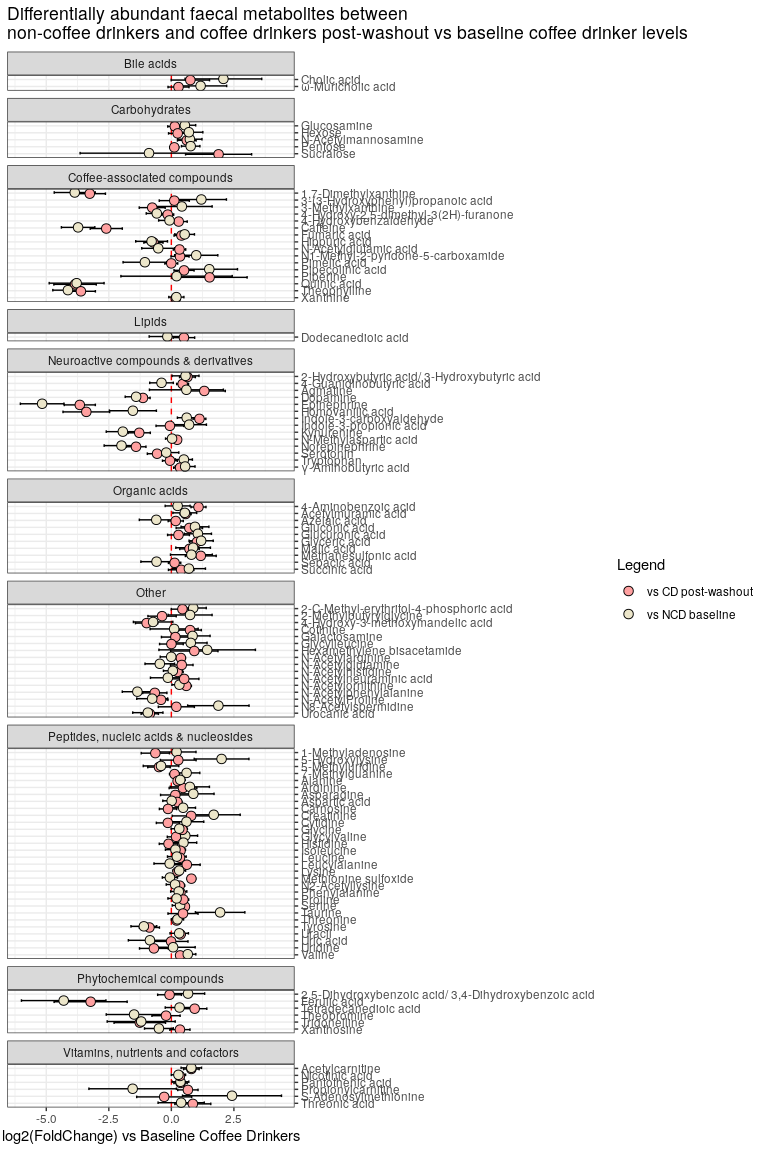 Differentially abundant faecal metabolites between
non-coffee drinkers and coffee drinkers post-washout vs baseline coffee drinker levels
Bile acids
Cholic acid
ω-Muricholic acid
Carbohydrates
Glucosamine
Hexose
N-Acetylmannosamine
Pentose
Sucralose
Coffee-associated compounds
1,7-Dimethylxanthine
3-(3-Hydroxyphenyl)propanoic acid
3-Methylxanthine
4-Hydroxy-2,5-dimethyl-3(2H)-furanone
4-Hydroxybenzaldehyde
Caffeine
Fumaric acid
Hippuric acid
N-Acetylglutamic acid
N1-Methyl-2-pyridone-5-carboxamide
Pimelic acid
Pipecolinic acid
Piperine
Quinic acid
Theophylline
Xanthine
Lipids
Dodecanedioic acid
Neuroactive compounds & derivatives
2-Hydroxybutyric acid/ 3-Hydroxybutyric acid
4-Guanidinobutyric acid
Agmatine
Dopamine
Epinephrine
Homovanillic acid
Indole-3-carboxyaldehyde
Indole-3-propionic acid
Kynurenine
N-Methylaspartic acid
Norepinephrine
Serotonin
Tryptophan
γ-Aminobutyric acid
Organic acids
4-Aminobenzoic acid
Acetylmuramic acid
Azelaic acid
Gluconic acid
Glucuronic acid
Glyceric acid
Malic acid
Methanesulfonic acid
Sebacic acid
Succinic acid
Legend
vs CD post-washout
vs NCD baseline
Other
2-C-Methyl-erythritol-4-phosphoric acid
2-Methylbutyrylglycine
4-Hydroxy-3-methoxymandelic acid
Cotinine
Galactosamine
Glycylleucine
Hexamethylene bisacetamide
N-Acetylarginine
N-Acetylglutamine
N-Acetylhistidine
N-Acetylneuraminic acid
N-Acetylornithine
N-Acetylphenylalanine
N-AcetylProline
N8-Acetylspermidine
Urocanic acid
Peptides, nucleic acids & nucleosides
1-Methyladenosine
5-Hydroxylysine
5-Methyluridine
7-Methylguanine
Alanine
Arginine
Asparagine
Aspartic acid
Carnosine
Creatinine
Cytidine
Glycine
Glycylvaline
Histidine
Isoleucine
Leucine
Leucylalanine
Lysine
Methionine sulfoxide
N2-Acetyllysine
Phenylalanine
Proline
Serine
Taurine
Threonine
Tyrosine
Uracil
Uric acid
Uridine
Valine
Phytochemical compounds
2,5-Dihydroxybenzoic acid/ 3,4-Dihydroxybenzoic acid
Ferulic acid
Tetradecanedioic acid
Theobromine
Trigonelline
Xanthosine
Vitamins, nutrients and cofactors
Acetylcarnitine
Nicotinic acid
Pantothenic acid
Propionylcarnitine
S-Adenosylmethionine
Threonic acid
-5.0 -2.5 0.0 2.5
log2(FoldChange) vs Baseline Coffee Drinkers